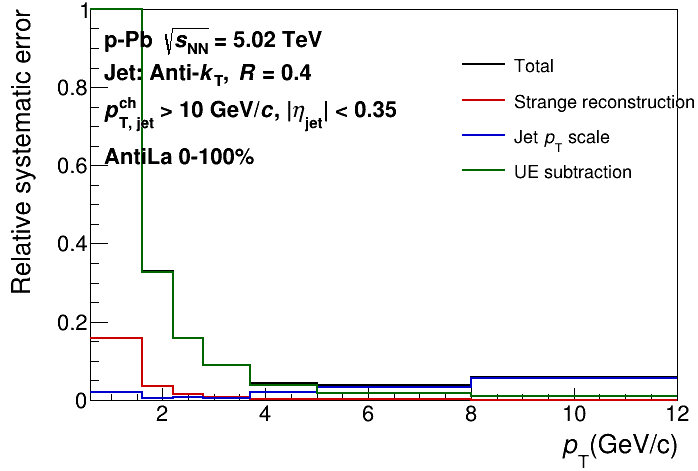 Relative systematic error
1
0.8
0.6
0.4
0.2
0
p-Pb √sNN = 5.02 TeV
Jet: Anti-kT, R = 0.4
pT, jet^ch > 10 GeV/c, |ηjet| < 0.35
AntiLa 0-100%
Total
Strange reconstruction
Jet pT scale
UE subtraction
2 4 6 8 10 12
pT(GeV/c)